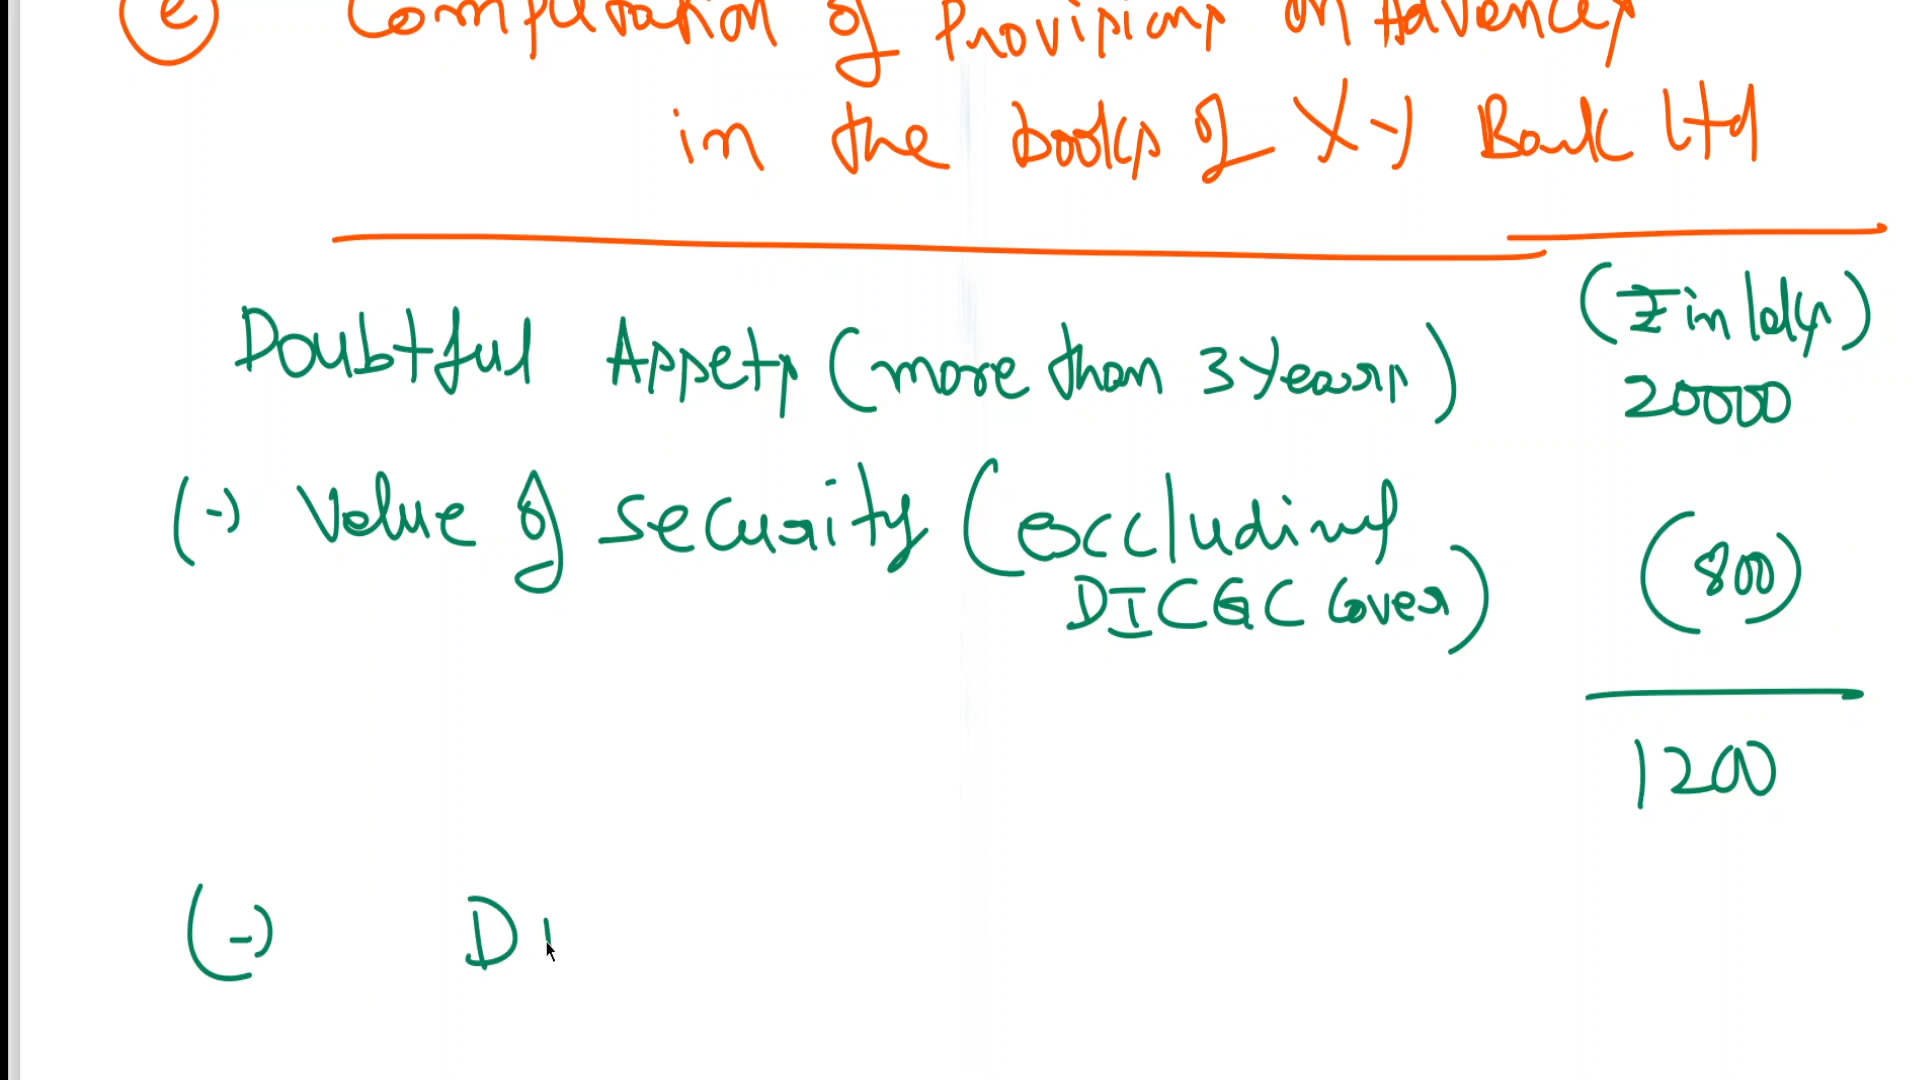 (e) Computation of Provisions on Advances
in the books of X-Y Bank Ltd
(₹ in lakhs)
Doubtful Assets (more than 3 Years) 20000
(-) Value of security (excluding DICGC Cover) (800)
1200
(-) DI